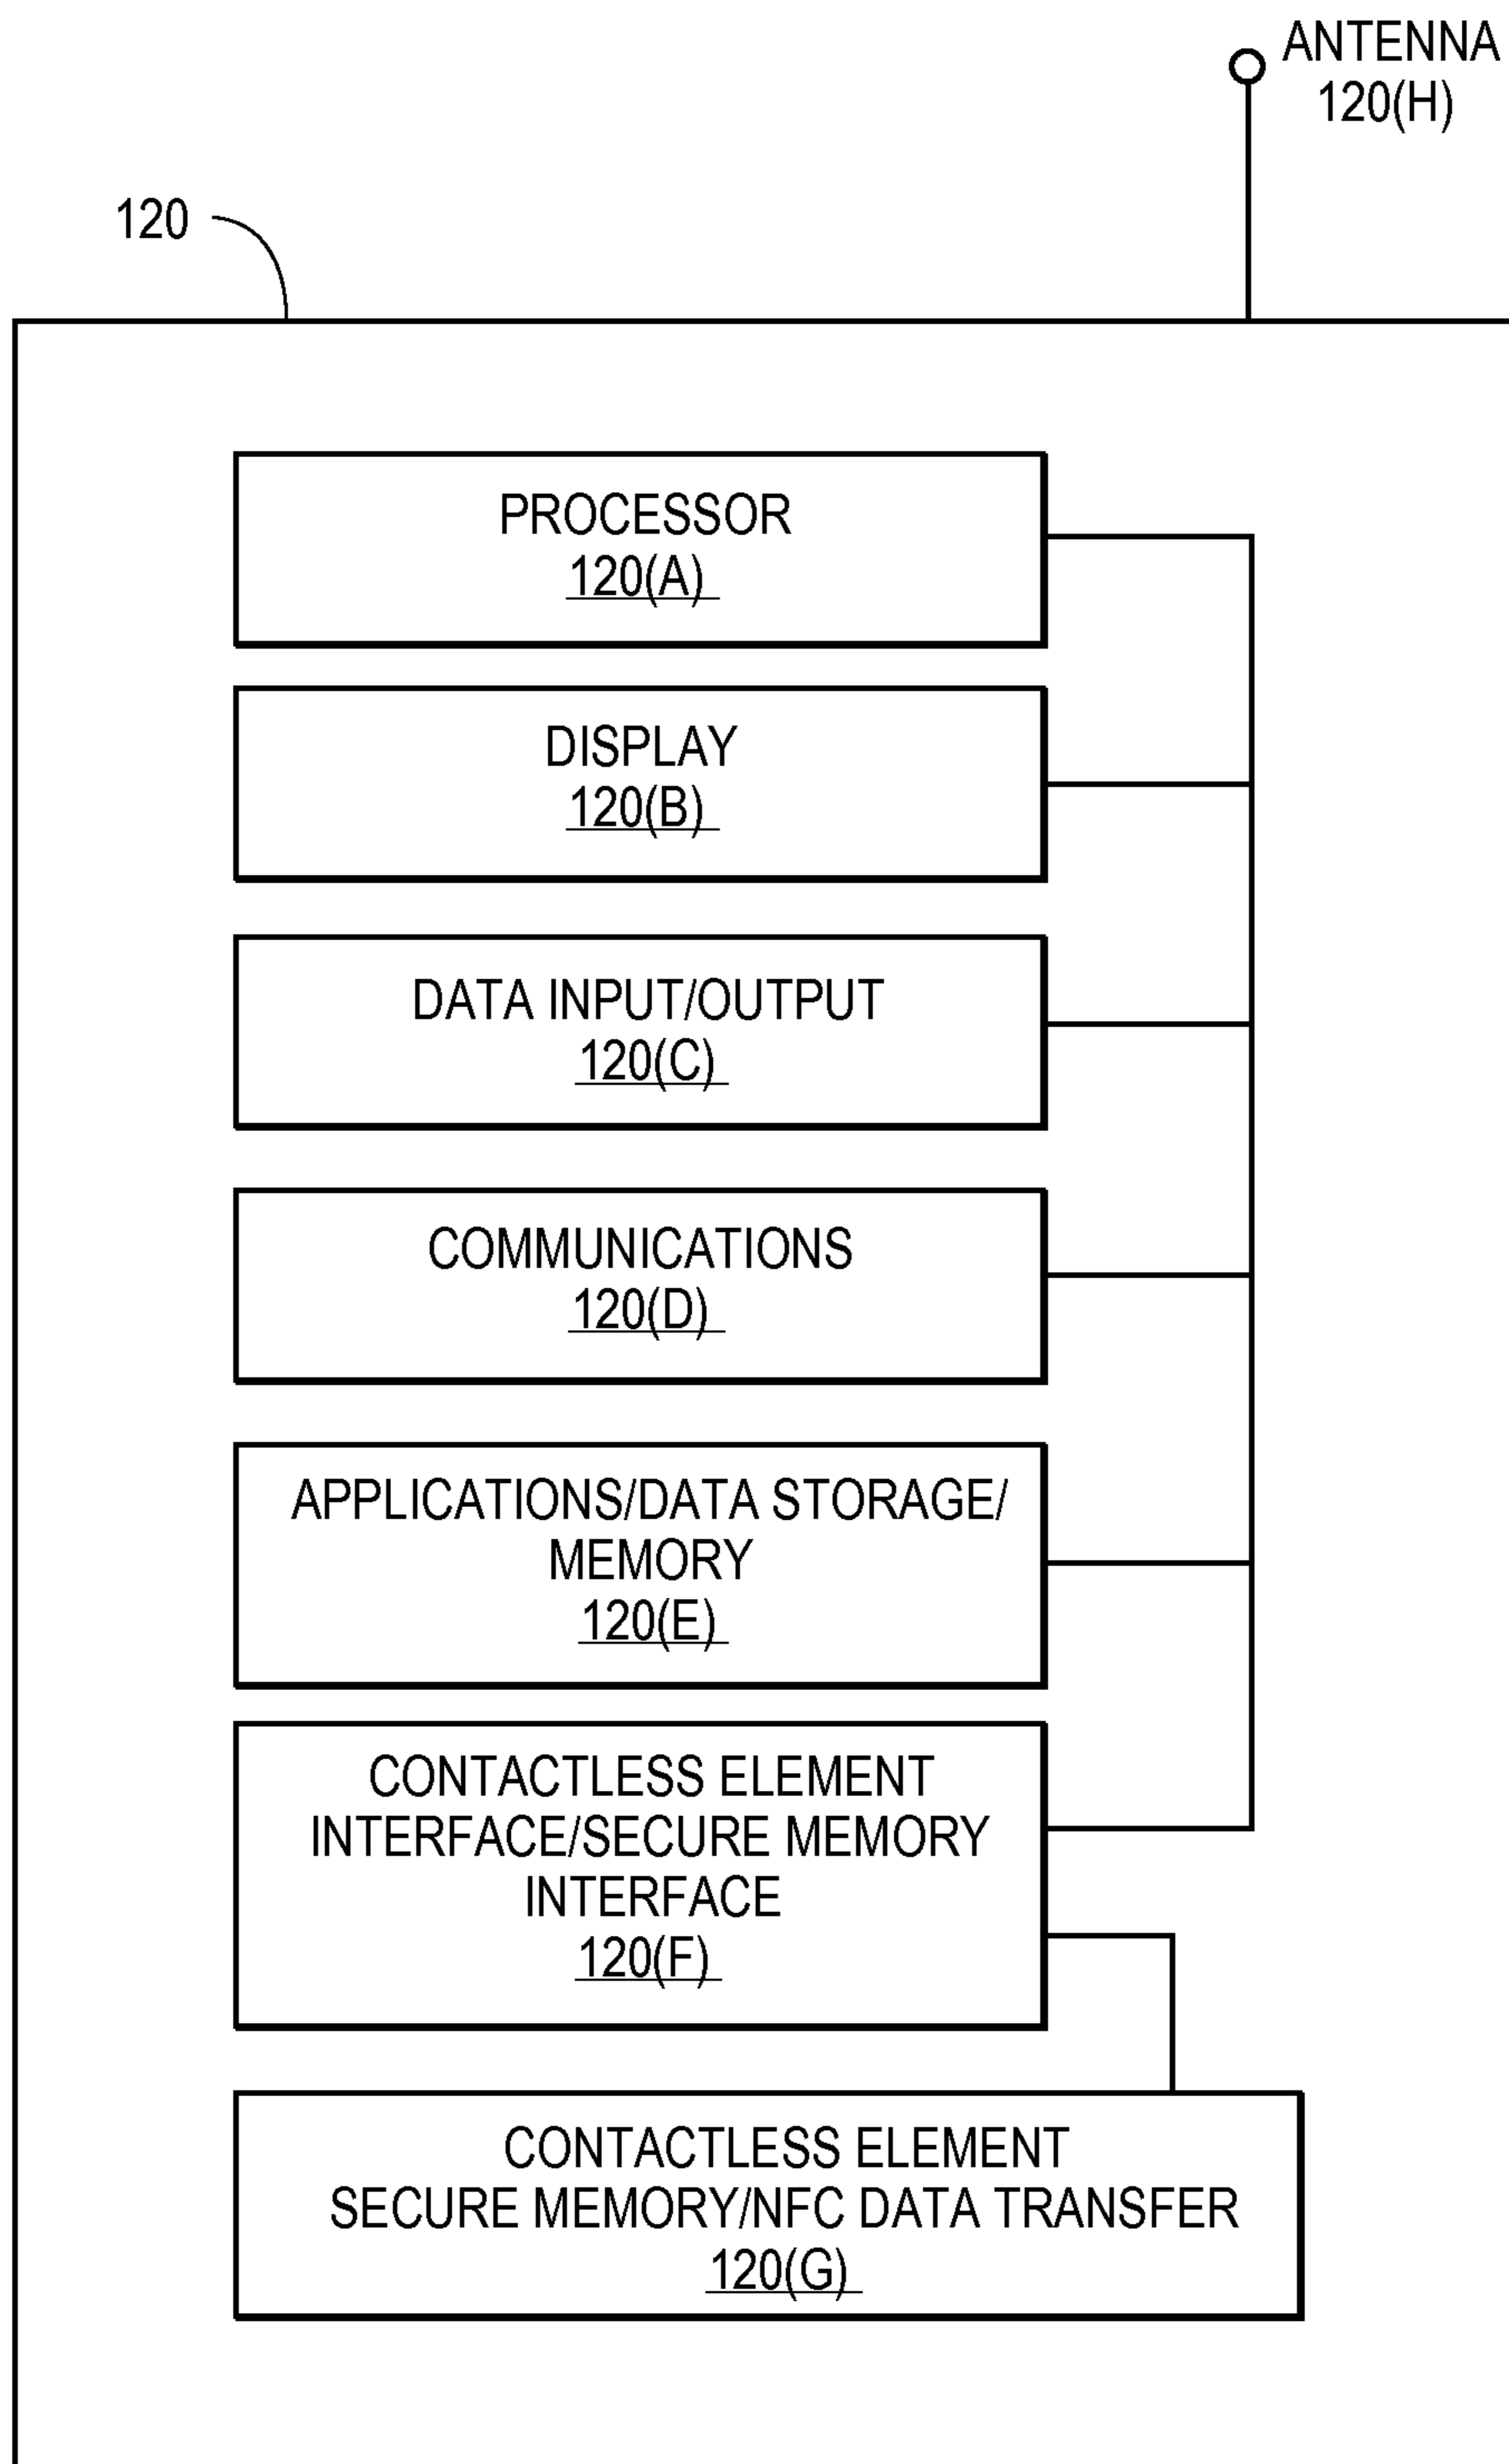 ANTENNA
120(H)
120
PROCESSOR
120(A)
DISPLAY
120(B)
DATA INPUT/OUTPUT
120(C)
COMMUNICATIONS
120(D)
APPLICATIONS/DATA STORAGE/
MEMORY
120(E)
CONTACTLESS ELEMENT
INTERFACE/SECURE MEMORY
INTERFACE
120(F)
CONTACTLESS ELEMENT
SECURE MEMORY/NFC DATA TRANSFER
120(G)